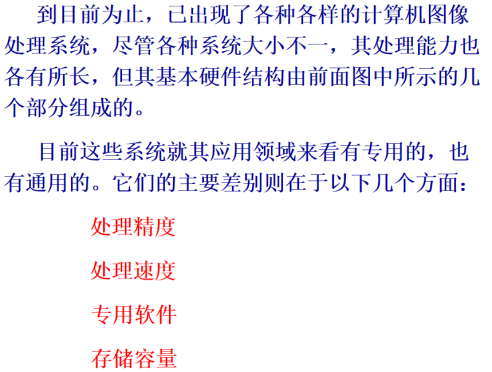 到目前为止，已出现了各种各样的计算机图像
处理系统，尽管各种系统大小不一，其处理能力也
各有所长，但其基本硬件结构由前面图中所示的几
个部分组成的。
目前这些系统就其应用领域来看有专用的，也
有通用的。它们的主要差别则在于以下几个方面：
处理精度
处理速度
专用软件
存储容量